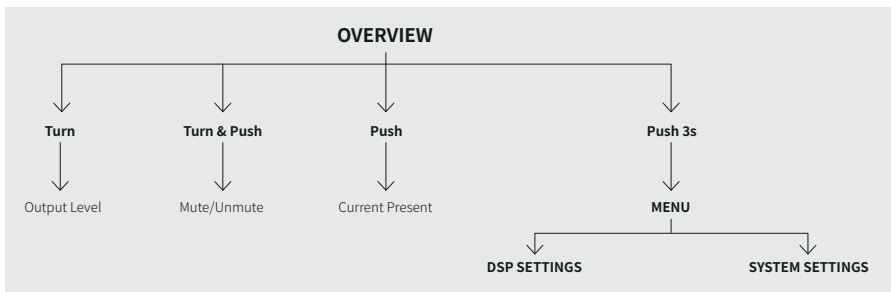 OVERVIEW
Turn
Turn & Push
Push
Push 3s
Output Level
Mute/Unmute
Current Present
MENU
DSP SETTINGS
SYSTEM SETTINGS